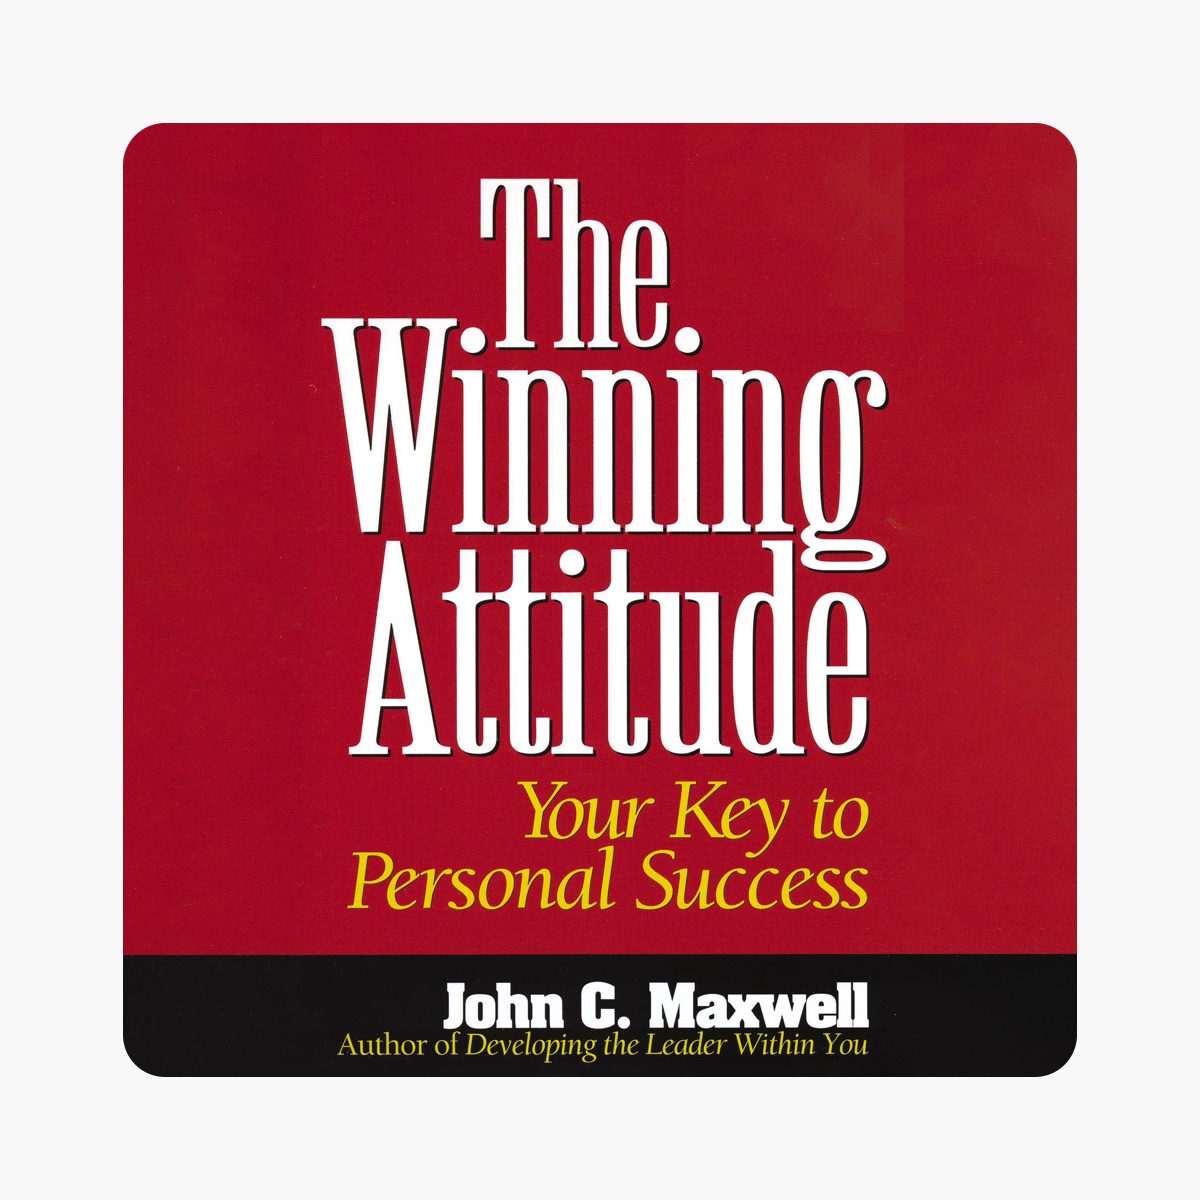 The
Winning
Attitude
Your Key to
Personal Success
John C. Maxwell
Author of Developing the Leader Within You